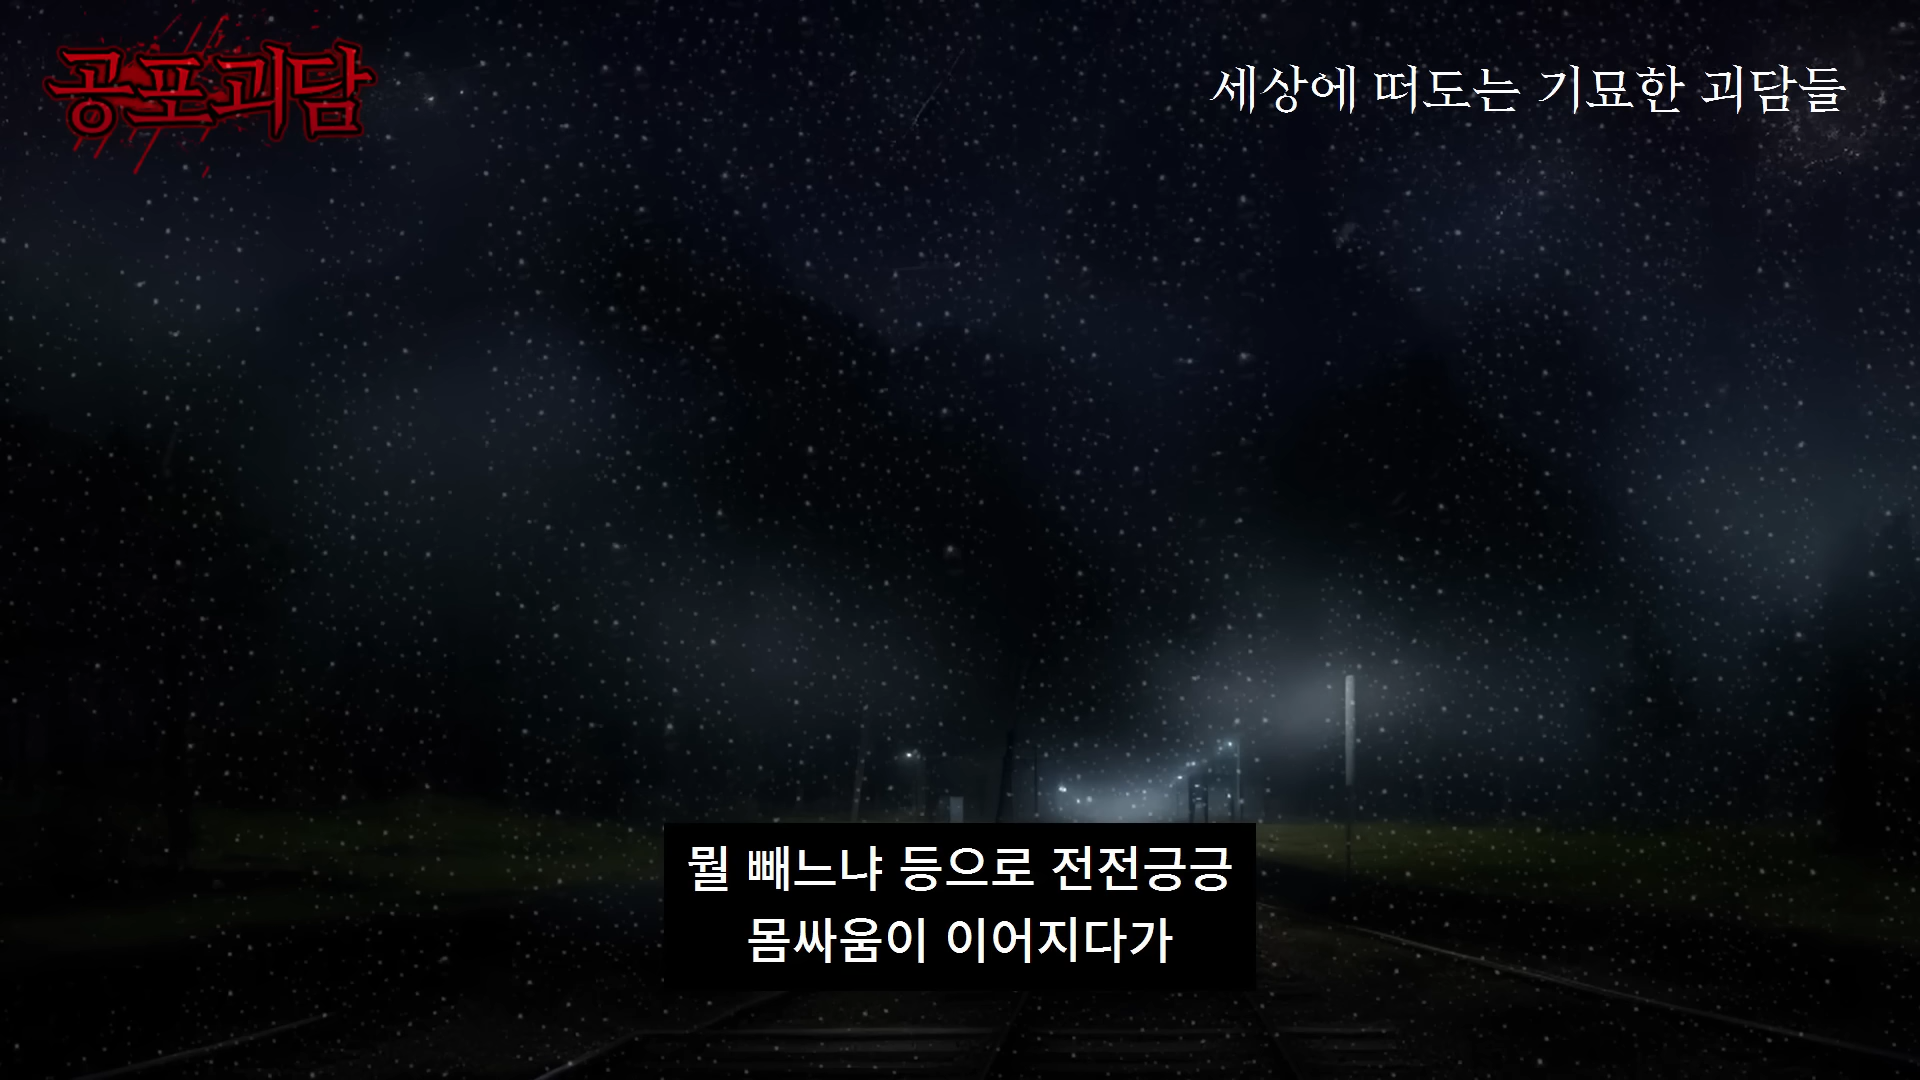 공포괴담
세상에 떠도는 기묘한 괴담들
뭘 빼느냐 등으로 전전긍긍
몸싸움이 이어지다가